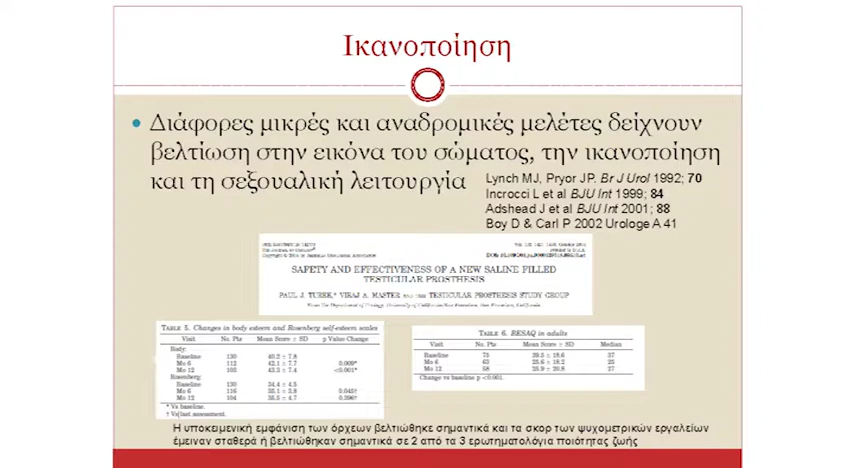 Ικανοποίηση
• Διάφορες μικρές και αναδρομικές μελέτες δείχνουν
βελτίωση στην εικόνα του σώματος, την ικανοποίηση
και τη σεξουαλική λειτουργία
Lynch MJ, Pryor JP. Br J Urol 1992; 70
Incrocci L et al BJU Int 1999; 84
Adshead J et al BJU Int 2001; 88
Boy D & Carl P 2002 Urologe A 41
SAFETY AND EFFECTIVENESS OF A NEW SALINE FILLED
TESTICULAR PROSTHESIS
PAUL J. TUREK,* VIRAJ A. MASTER AND THE TESTICULAR PROSTHESIS STUDY GROUP
TABLE 5. Changes in body esteem and Rosenberg self-esteem scales
Visit No. Pts Mean Score ± SD p Value Change
Body:
Baseline 130 40.2 ± 7.8
Mo 6 112 42.1 ± 7.7 0.009*
Mo 12 103 43.3 ± 7.4 <0.001*
Rosenberg:
Baseline 130 34.4 ± 4.5
Mo 6 116 35.1 ± 3.8 0.045†
Mo 12 104 35.5 ± 4.7
* Vs baseline.
† Vs last assessment.
TABLE 6. BESAQ in adults
Visit No. Pts Mean Score ± SD Median
Baseline 75 ± 18.6 37
Mo 6 63 ± 18.2 25
Mo 12 58 ± 20.8 27
Change vs baseline p <0.001.
Η υποκειμενική εμφάνιση των όρχεων βελτιώθηκε σημαντικά και τα σκορ των ψυχομετρικών εργαλείων
έμειναν σταθερά ή βελτιώθηκαν σημαντικά σε 2 από τα 3 ερωτηματολόγια ποιότητας ζωής